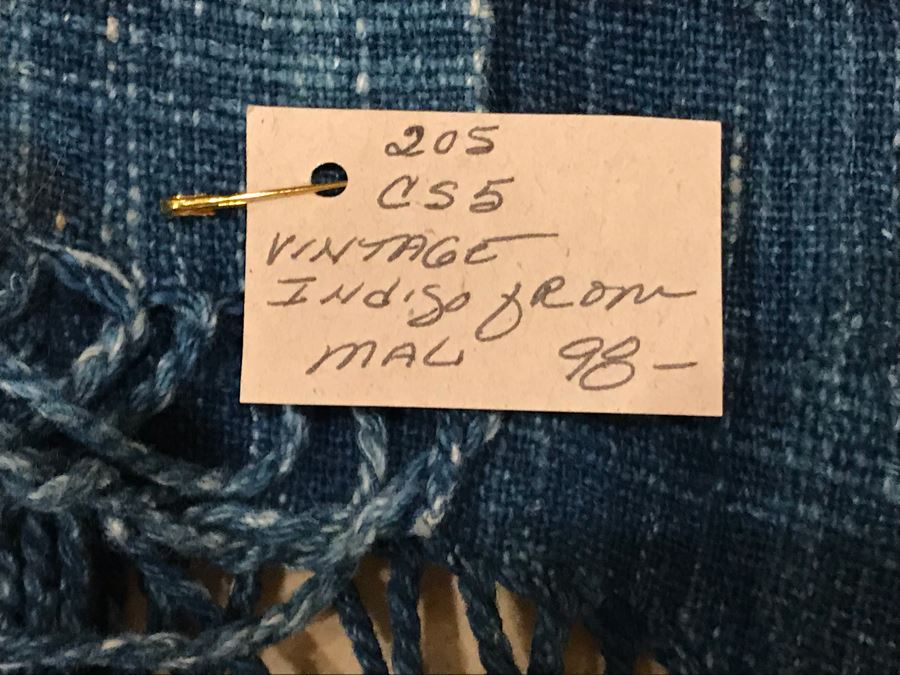 205
CS5
VINTAGE
Indigo from
MALI 98-